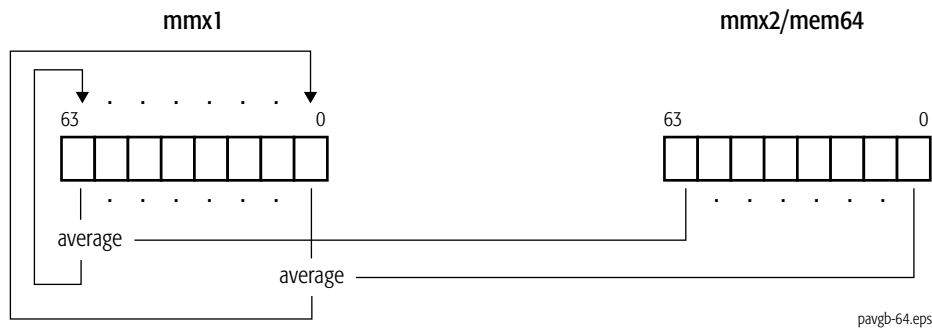 mmx1 mmx2/mem64
. . . . . .
63 0 63 0
. . . . . . . . . . . .
average
average
pavgb-64.eps